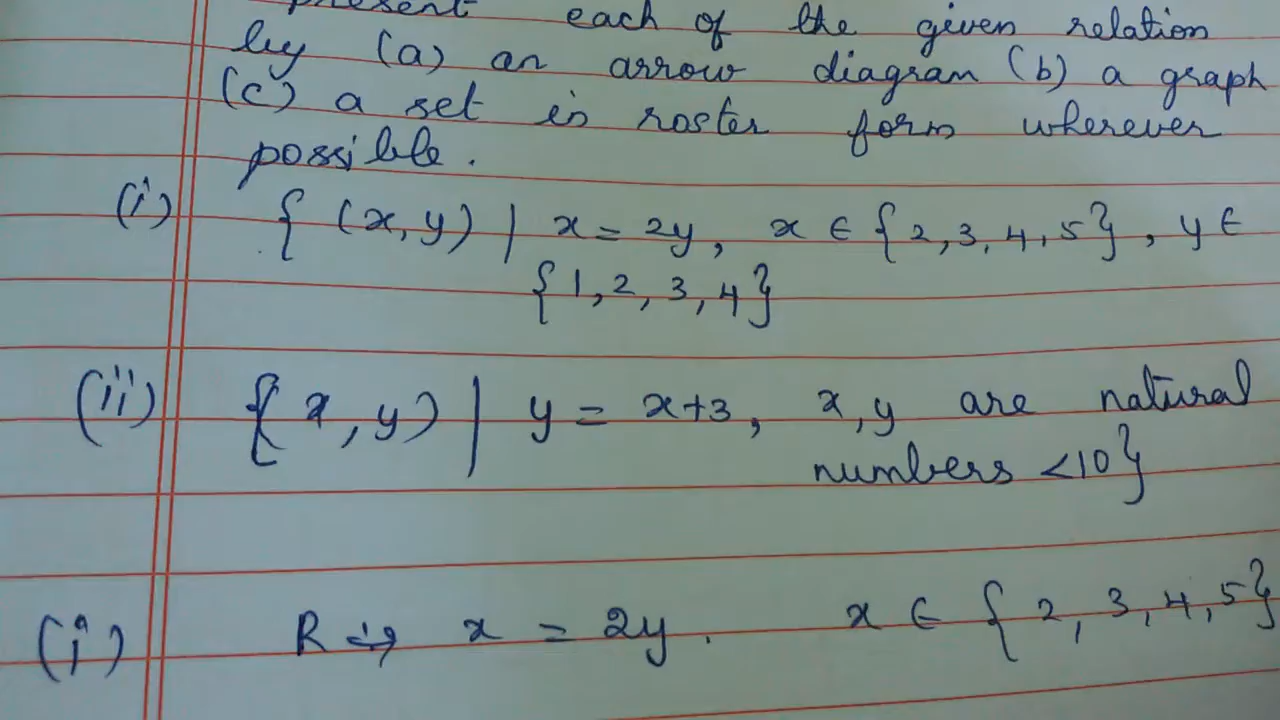 present each of the given relation
by (a) an arrow diagram (b) a graph
(c) a set in roster form wherever
possible.
(i) { (x, y) | x = 2y, x ∈ {2, 3, 4, 5}, y ∈
{1, 2, 3, 4}
(ii) { x, y) | y = x+3, x, y are natural
numbers <10}
(i) R ⇒ x = 2y. x ∈ {2, 3, 4, 5}